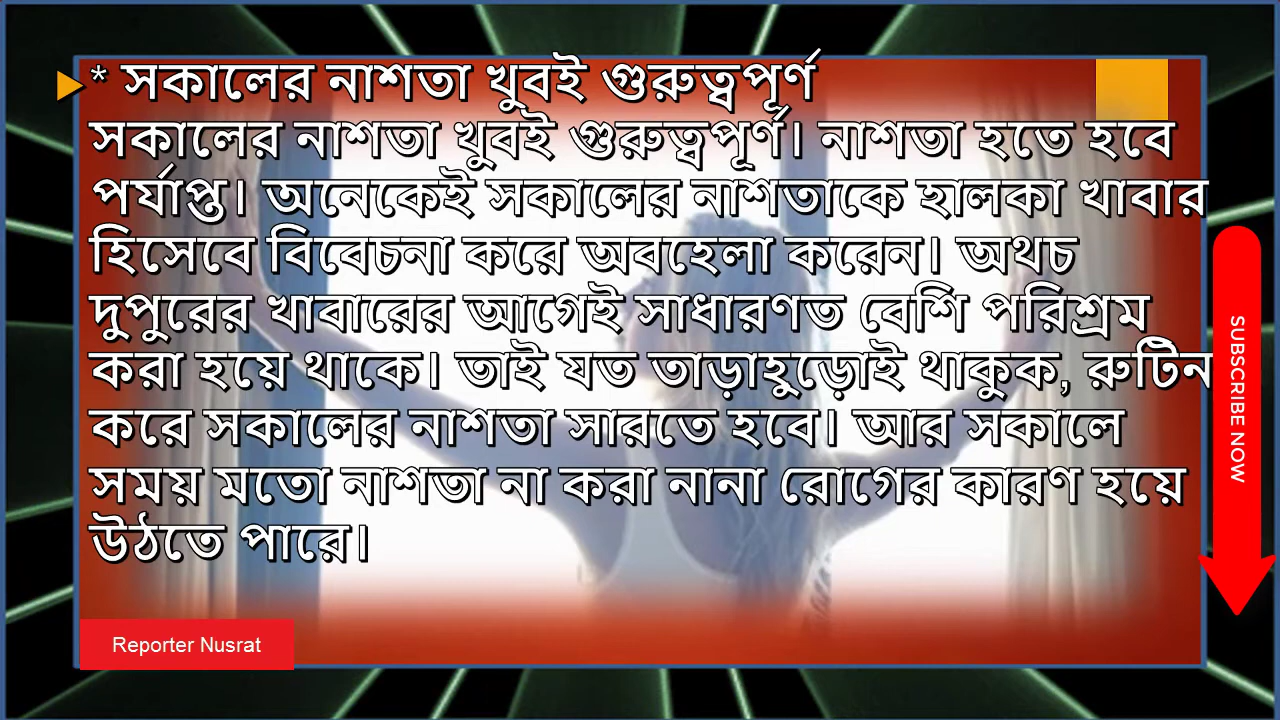 * সকালের নাশতা খুবই গুরুত্বপূর্ণ
সকালের নাশতা খুবই গুরুত্বপূর্ণ। নাশতা হতে হবে
পর্যাপ্ত। অনেকেই সকালের নাশতাকে হালকা খাবার
হিসেবে বিবেচনা করে অবহেলা করেন। অথচ
দুপুরের খাবারের আগেই সাধারণত বেশি পরিশ্রম
করা হয়ে থাকে। তাই যত তাড়াহুড়োই থাকুক, রুটিন
করে সকালের নাশতা সারতে হবে। আর সকালে
সময় মতো নাশতা না করা নানা রোগের কারণ হয়ে
উঠতে পারে।
SUBSCRIBE NOW
Reporter Nusrat